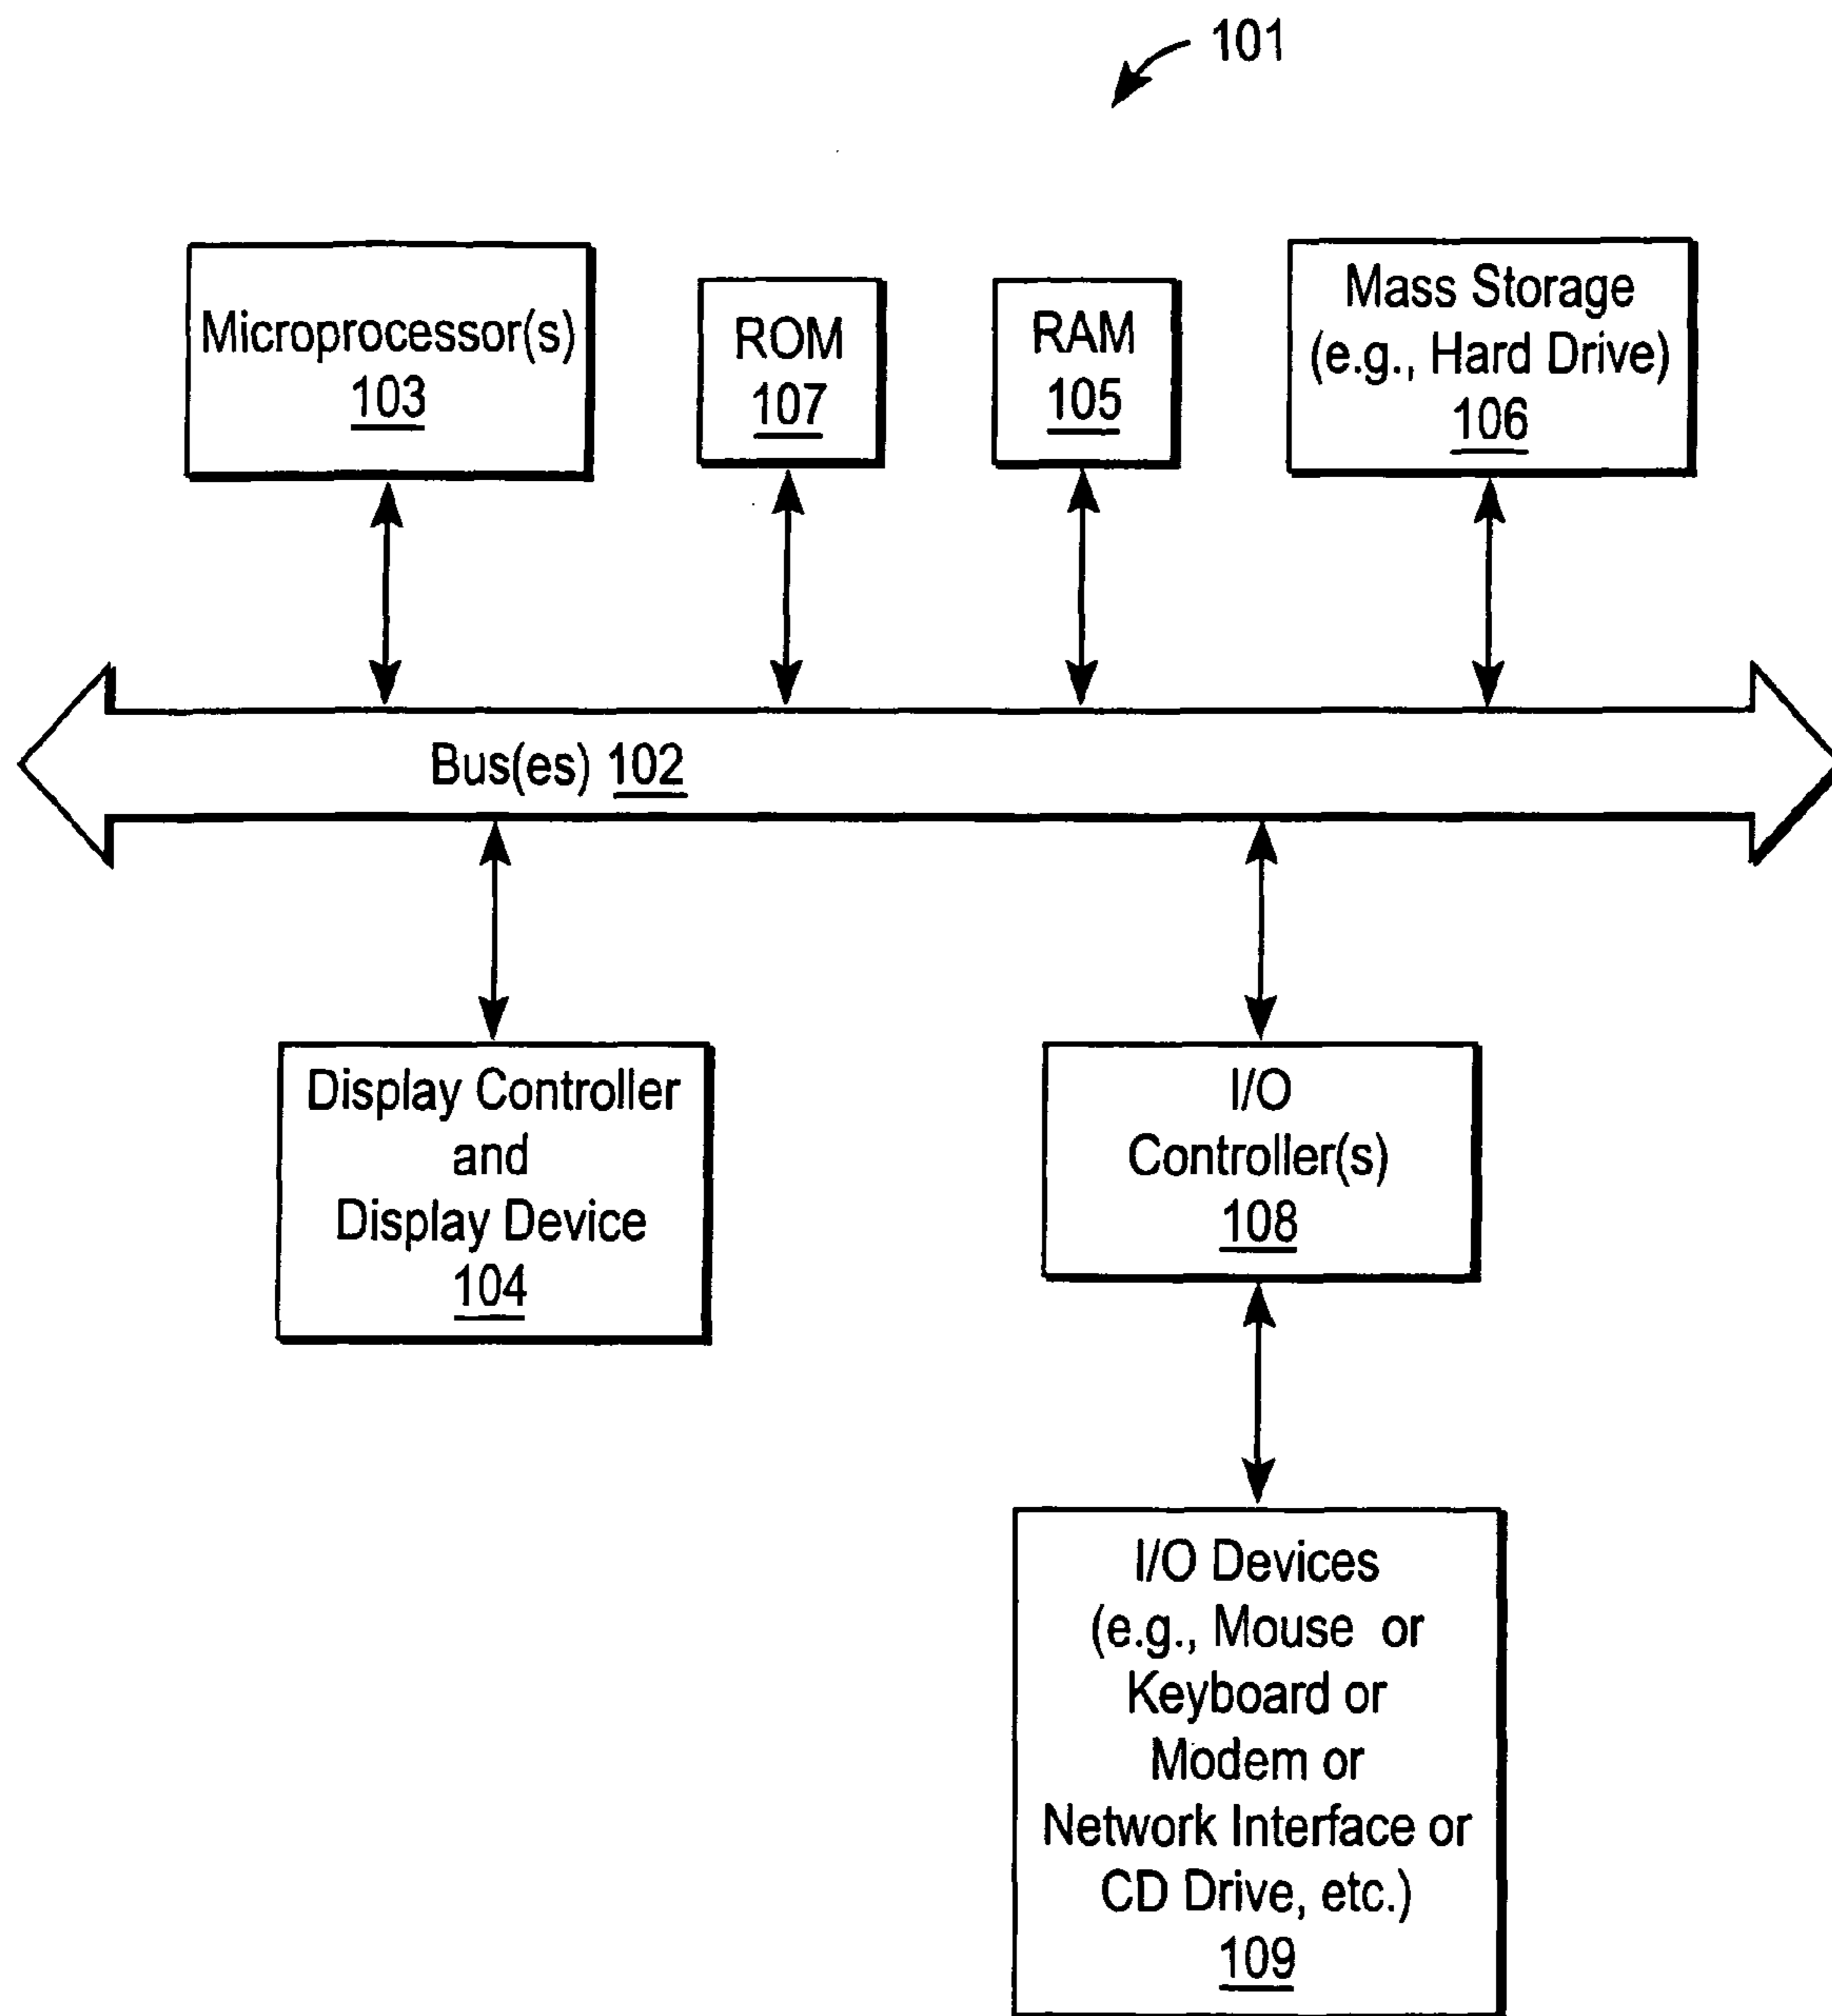 101
Microprocessor(s)
103
ROM
107
RAM
105
Mass Storage
(e.g., Hard Drive)
106
Bus(es) 102
Display Controller
and
Display Device
104
I/O
Controller(s)
108
I/O Devices
(e.g., Mouse or
Keyboard or
Modem or
Network Interface or
CD Drive, etc.)
109